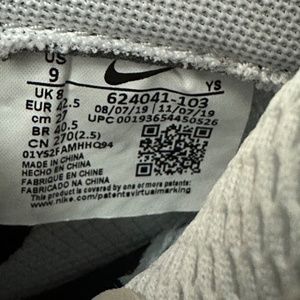 US 9 YS
UK 8 624041-103
EUR 42.5 08/07/19 11/07/19
cm 27 UPC 00193654450526
BR 40.5
CN 270(2.5)
01YS2FAMHHQ94
MADE IN CHINA
HECHO EN CHINA
FABRIQUE EN CHINE
FABRICADO NA CHINA
This product is covered by one or more patents:
www.nike.com/patentsvirtualmarking